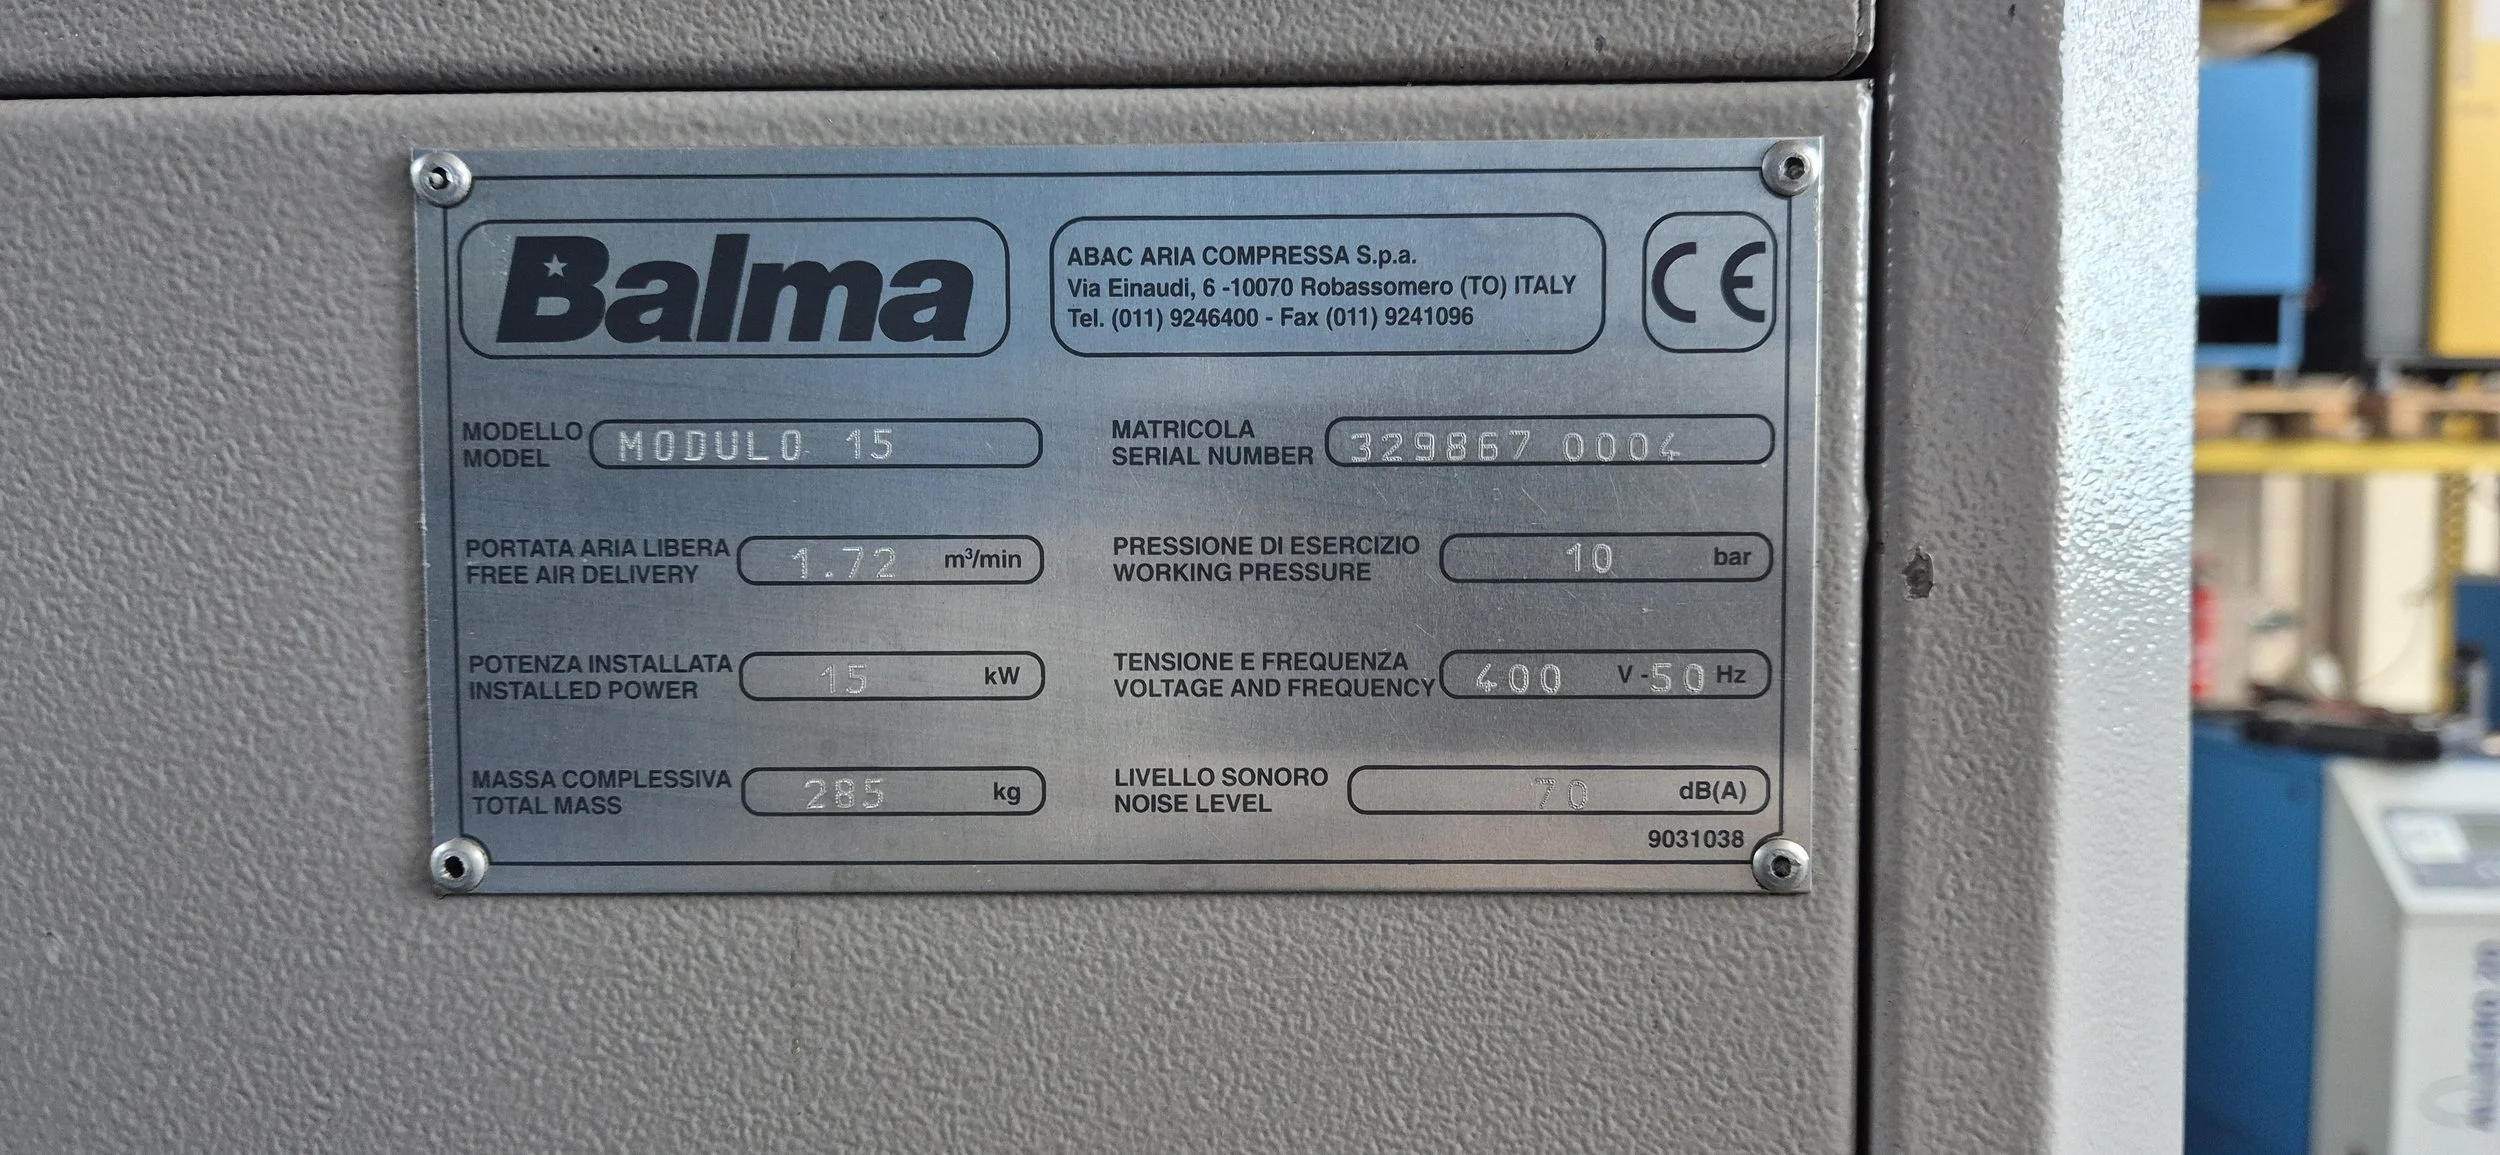 Balma
ABAC ARIA COMPRESSA S.p.a.
Via Einaudi, 6 -10070 Robassomero (TO) ITALY
Tel. (011) 9246400 - Fax (011) 9241096
CE
MODELLO
MODEL
MODULO 15
MATRICOLA
SERIAL NUMBER
329867 0004
PORTATA ARIA LIBERA
FREE AIR DELIVERY
1.72 m³/min
PRESSIONE DI ESERCIZIO
WORKING PRESSURE
10 bar
POTENZA INSTALLATA
INSTALLED POWER
15 kW
TENSIONE E FREQUENZA
VOLTAGE AND FREQUENCY
400 V - 50 Hz
MASSA COMPLESSIVA
TOTAL MASS
285 kg
LIVELLO SONORO
NOISE LEVEL
70 dB(A)
9031038